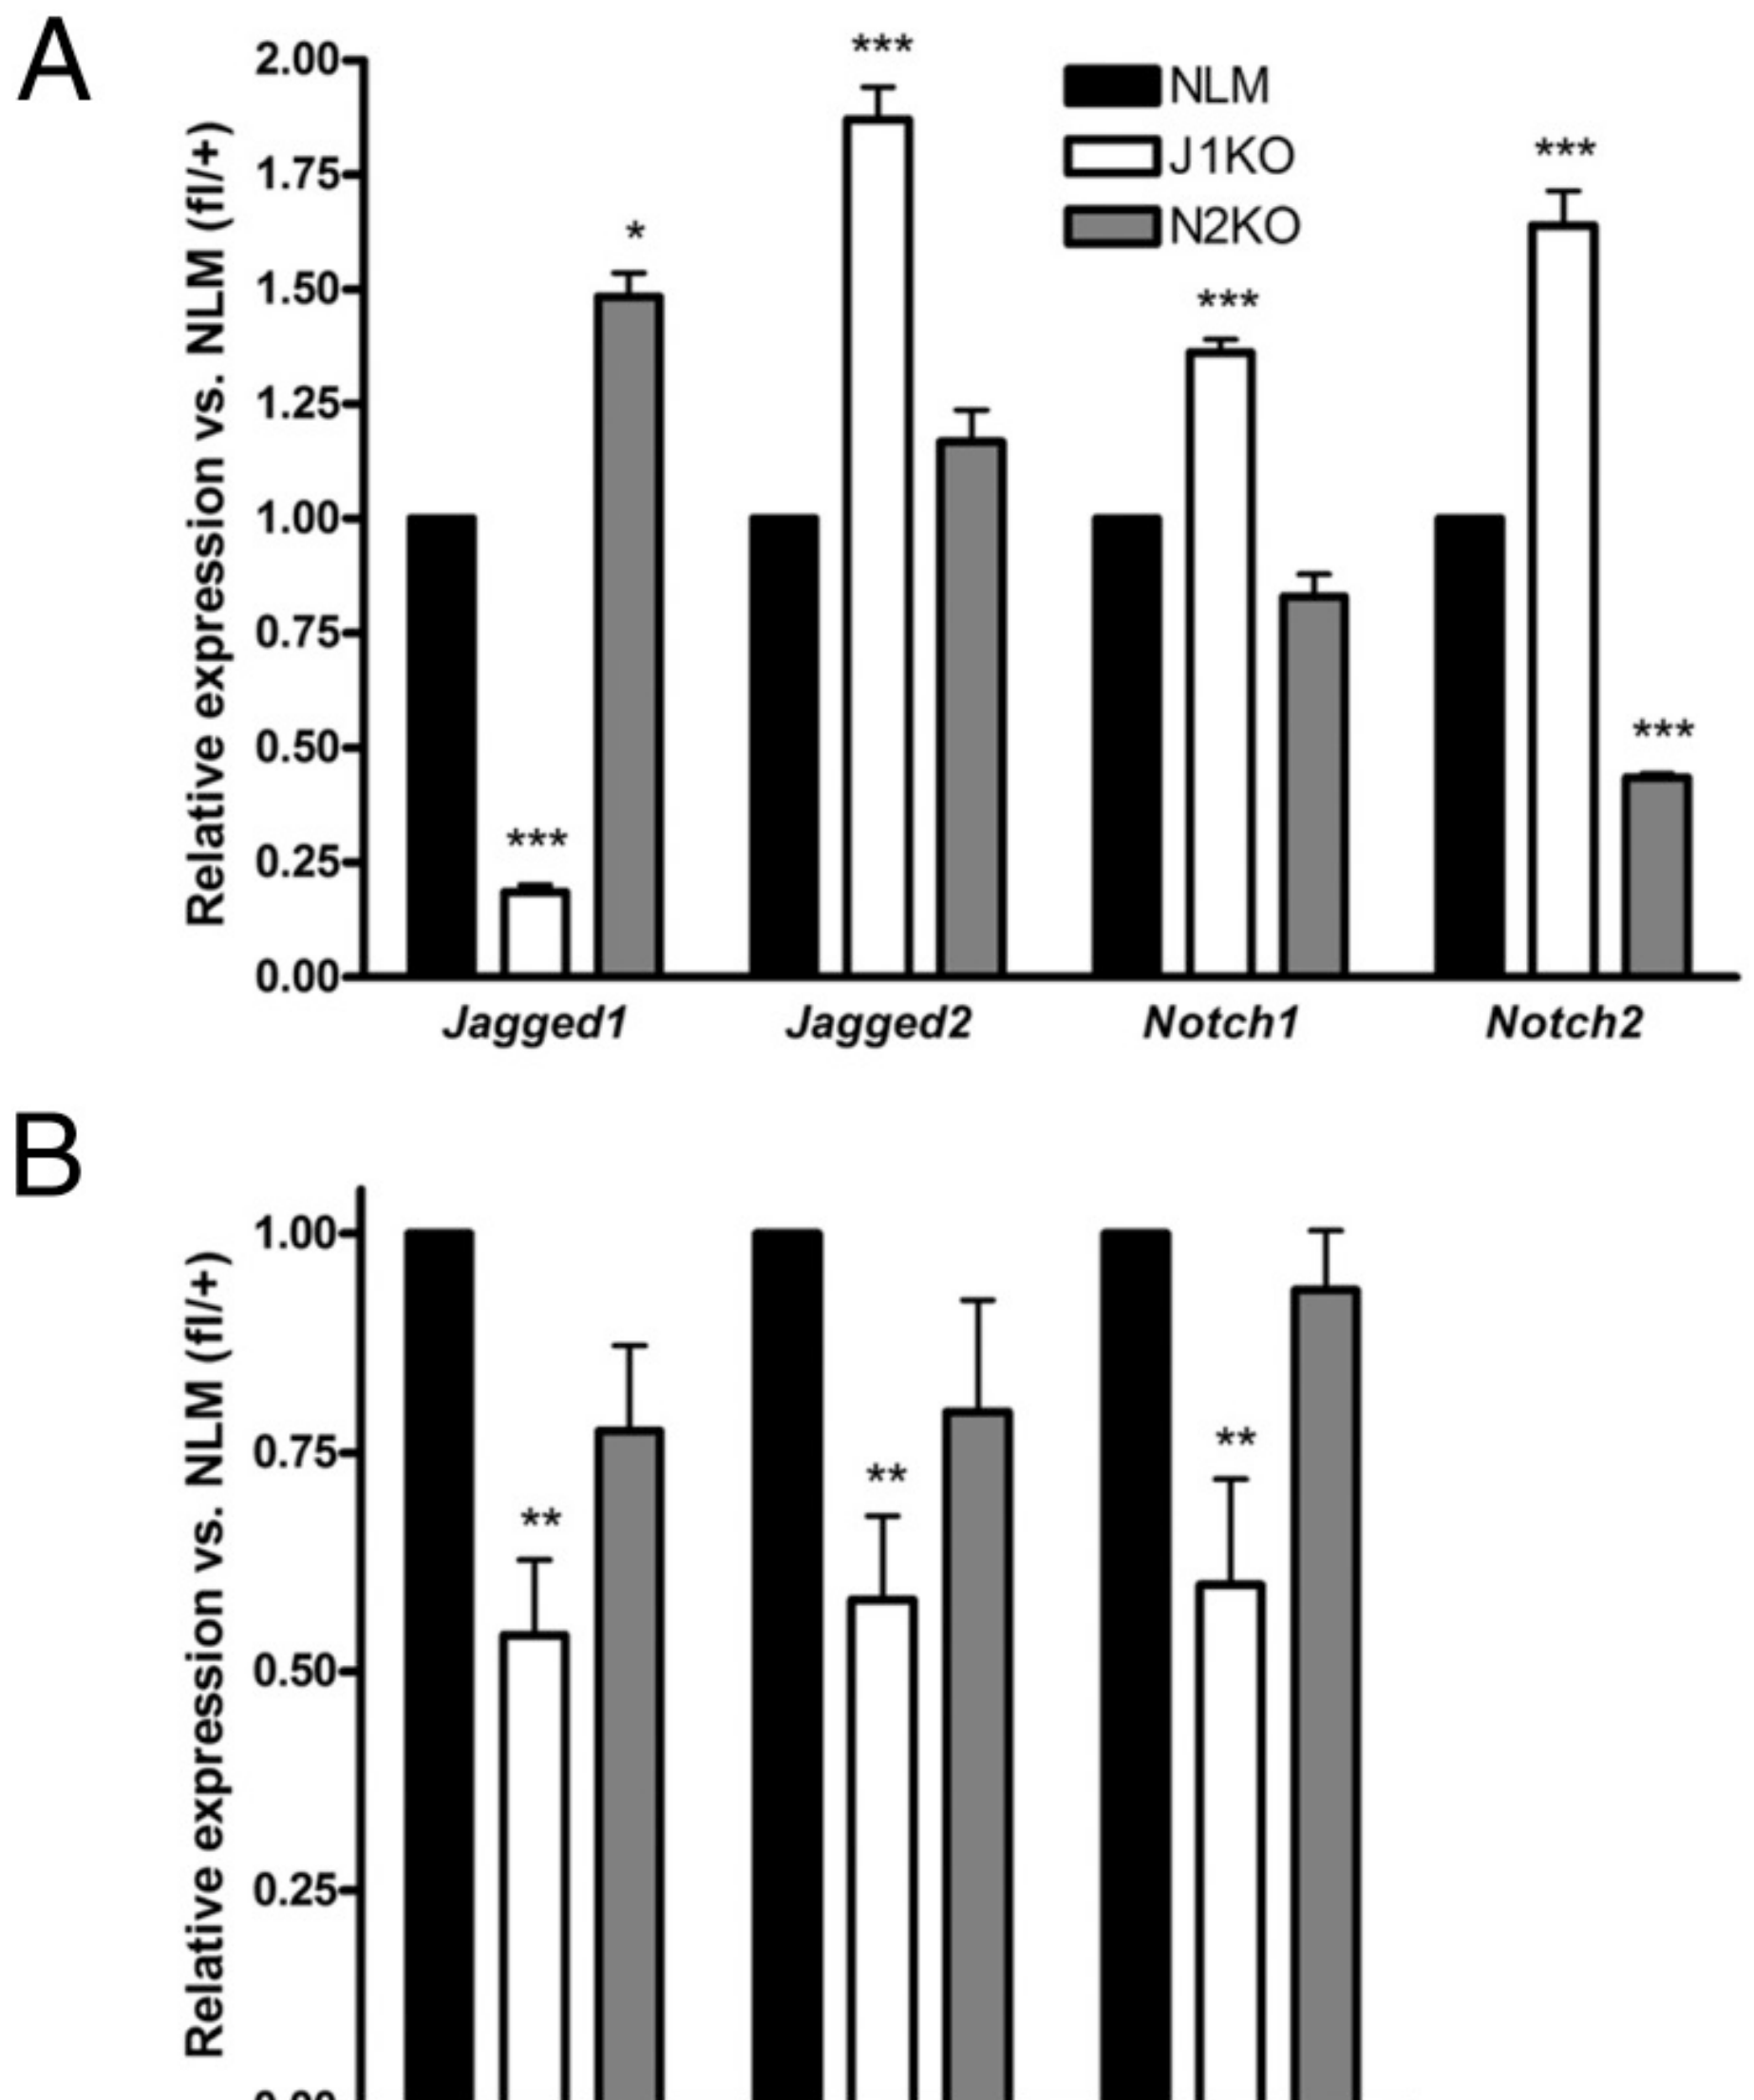 A
Relative expression vs. NLM (fl/+)
2.00
1.75
1.50
1.25
1.00
0.75
0.50
0.25
0.00
***
*
***
***
***
***
NLM
J1KO
N2KO
Jagged1 Jagged2 Notch1 Notch2
B
Relative expression vs. NLM (fl/+)
1.00
0.75
0.50
0.25
**
**
**